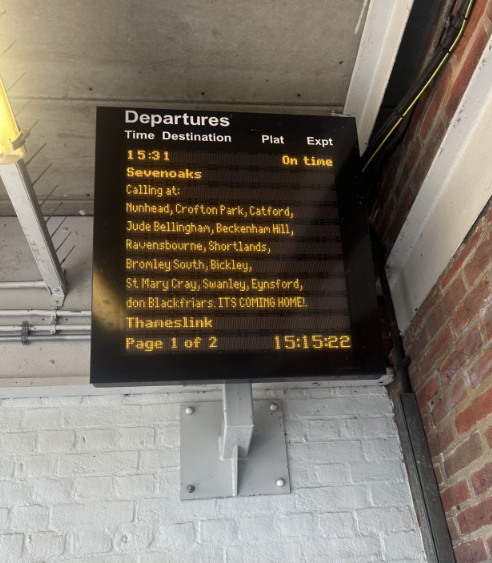 Departures
Time Destination Plat Expt
15:31 On time
Sevenoaks
Calling at:
Nunhead, Crofton Park, Catford,
Jude Bellingham, Beckenham Hill,
Ravensbourne, Shortlands,
Bromley South, Bickley,
St Mary Cray, Swanley, Eynsford,
don Blackfriars. ITS COMING HOME!.
Thameslink
Page 1 of 2 15:15:22